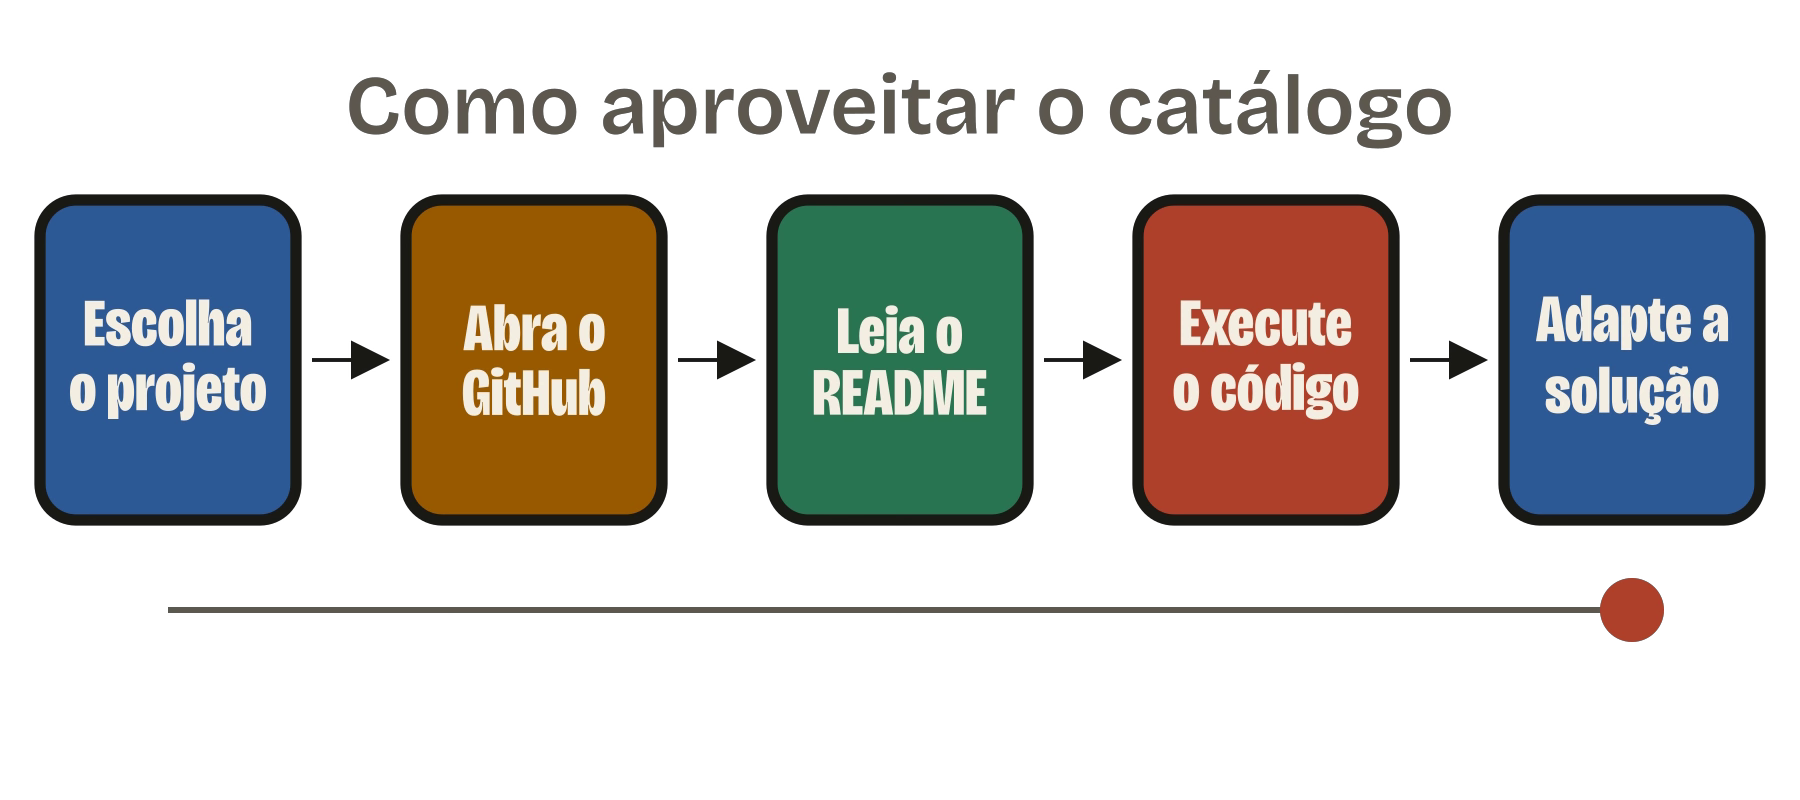 Como aproveitar o catálogo
Escolha
o projeto
Abra o
GitHub
Leia o
README
Execute
o código
Adapte a
solução